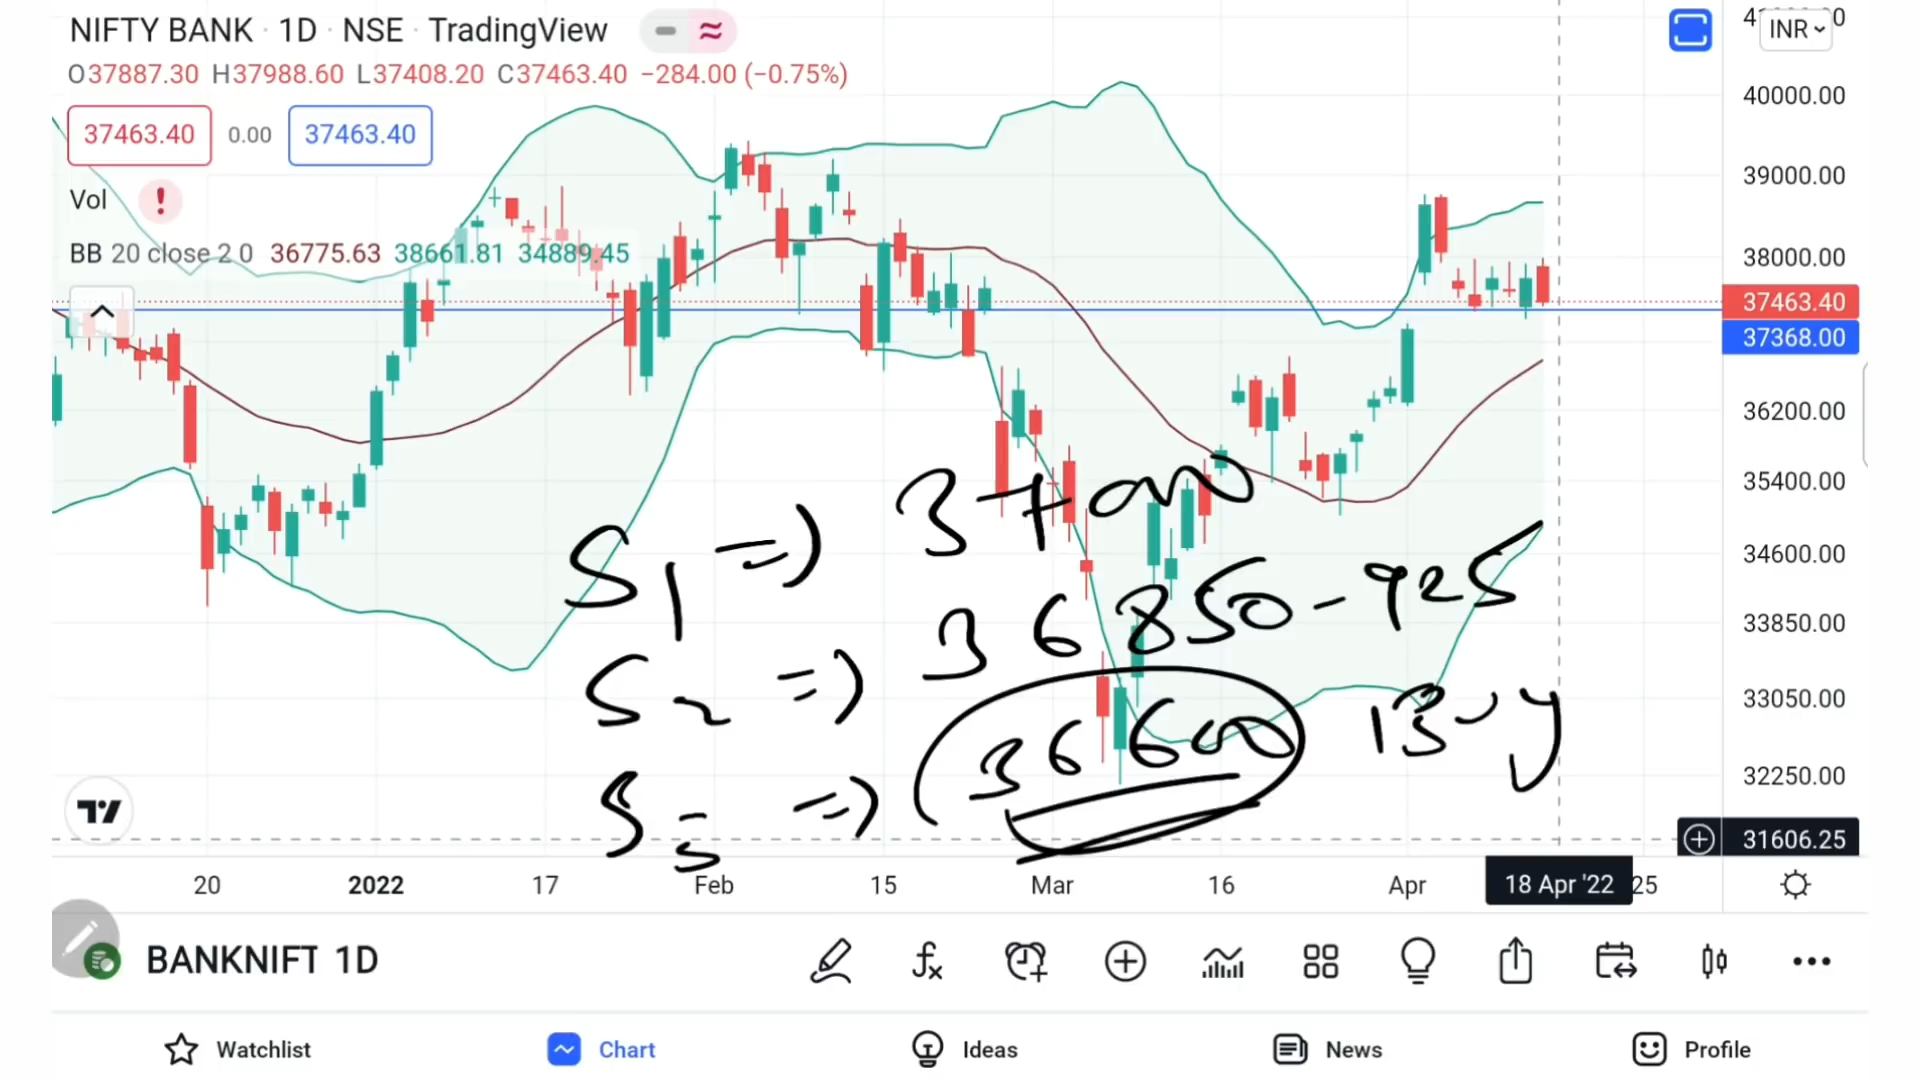 NIFTY BANK · 1D · NSE · TradingView
O37887.30 H37988.60 L37408.20 C37463.40 −284.00 (−0.75%)
37463.40 0.00 37463.40
Vol
BB 20 close 2 0 36775.63 38661.81 34889.45
INR
40000.00
39000.00
38000.00
37463.40
37368.00
36200.00
35400.00
34600.00
33850.00
33050.00
32250.00
31606.25
S1 => 37000
S2 => 36850-925
S3 => 36600
20 2022 17 Feb 15 Mar 16 Apr 18 Apr '22 25
BANKNIFT 1D
Watchlist Chart Ideas News Profile